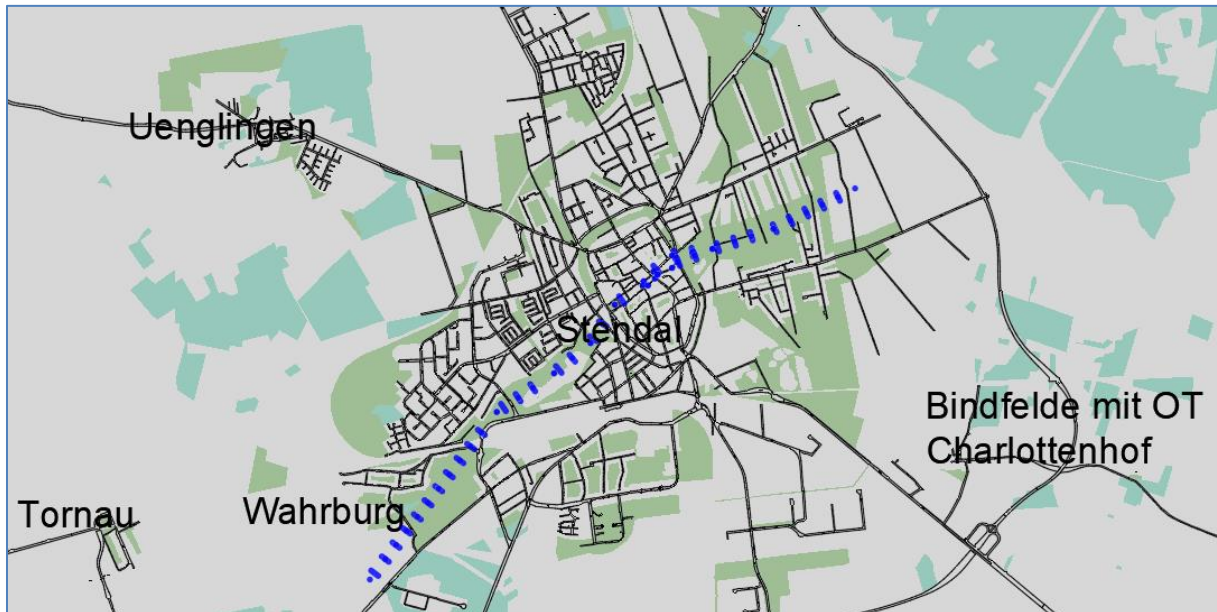 Uenglingen
Stendal
Bindfelde mit OT
Charlottenhof
Wahrburg
Tornau